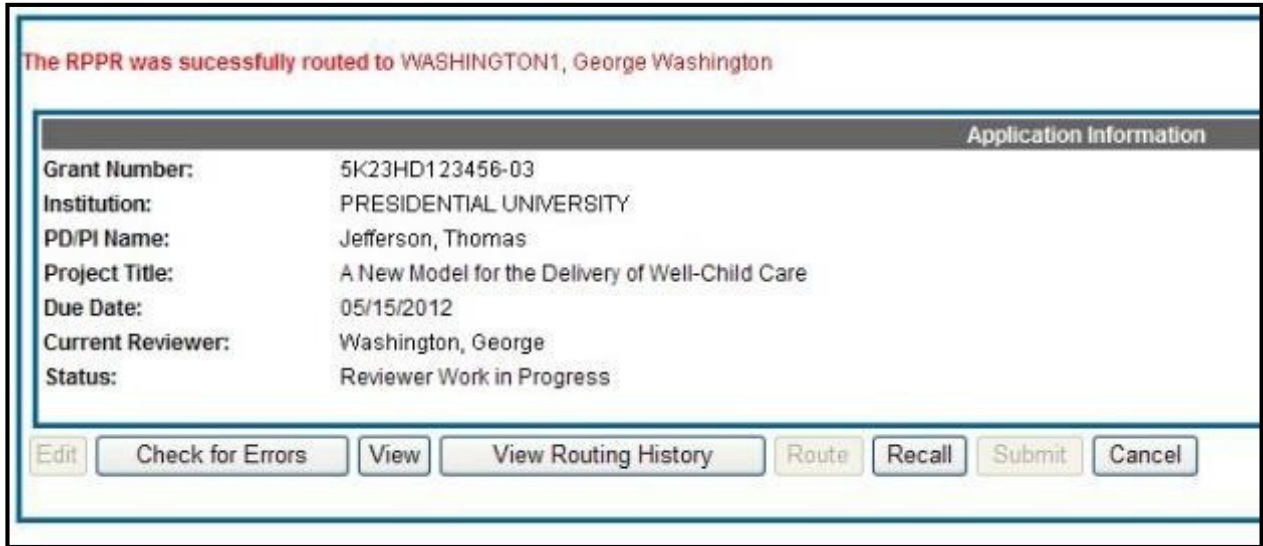 The RPPR was sucessfully routed to WASHINGTON1, George Washington
Application Information
Grant Number: 5K23HD123456-03
Institution: PRESIDENTIAL UNIVERSITY
PD/PI Name: Jefferson, Thomas
Project Title: A New Model for the Delivery of Well-Child Care
Due Date: 05/15/2012
Current Reviewer: Washington, George
Status: Reviewer Work in Progress
Edit Check for Errors View View Routing History Route Recall Submit Cancel